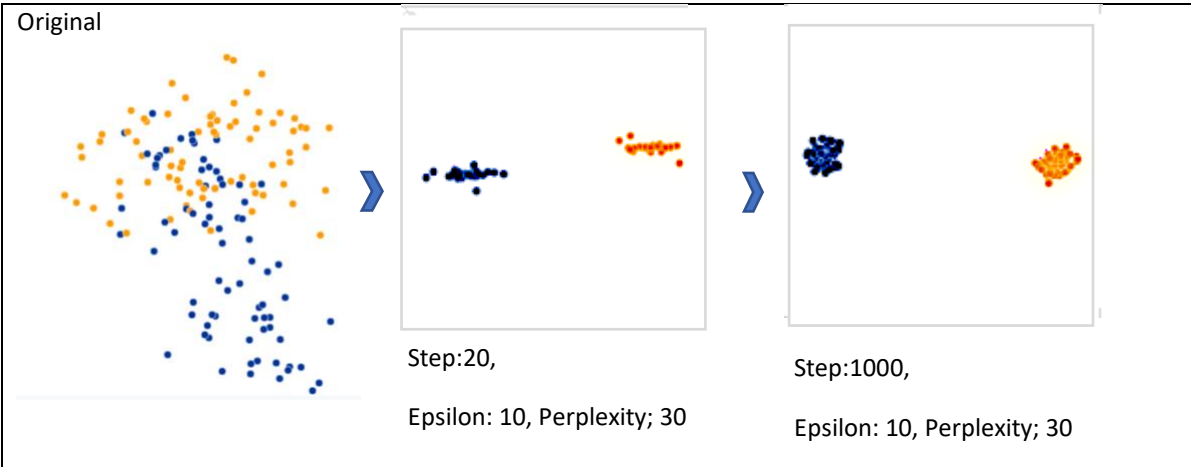 Original
Step:20,
Epsilon: 10, Perplexity; 30
Step:1000,
Epsilon: 10, Perplexity; 30